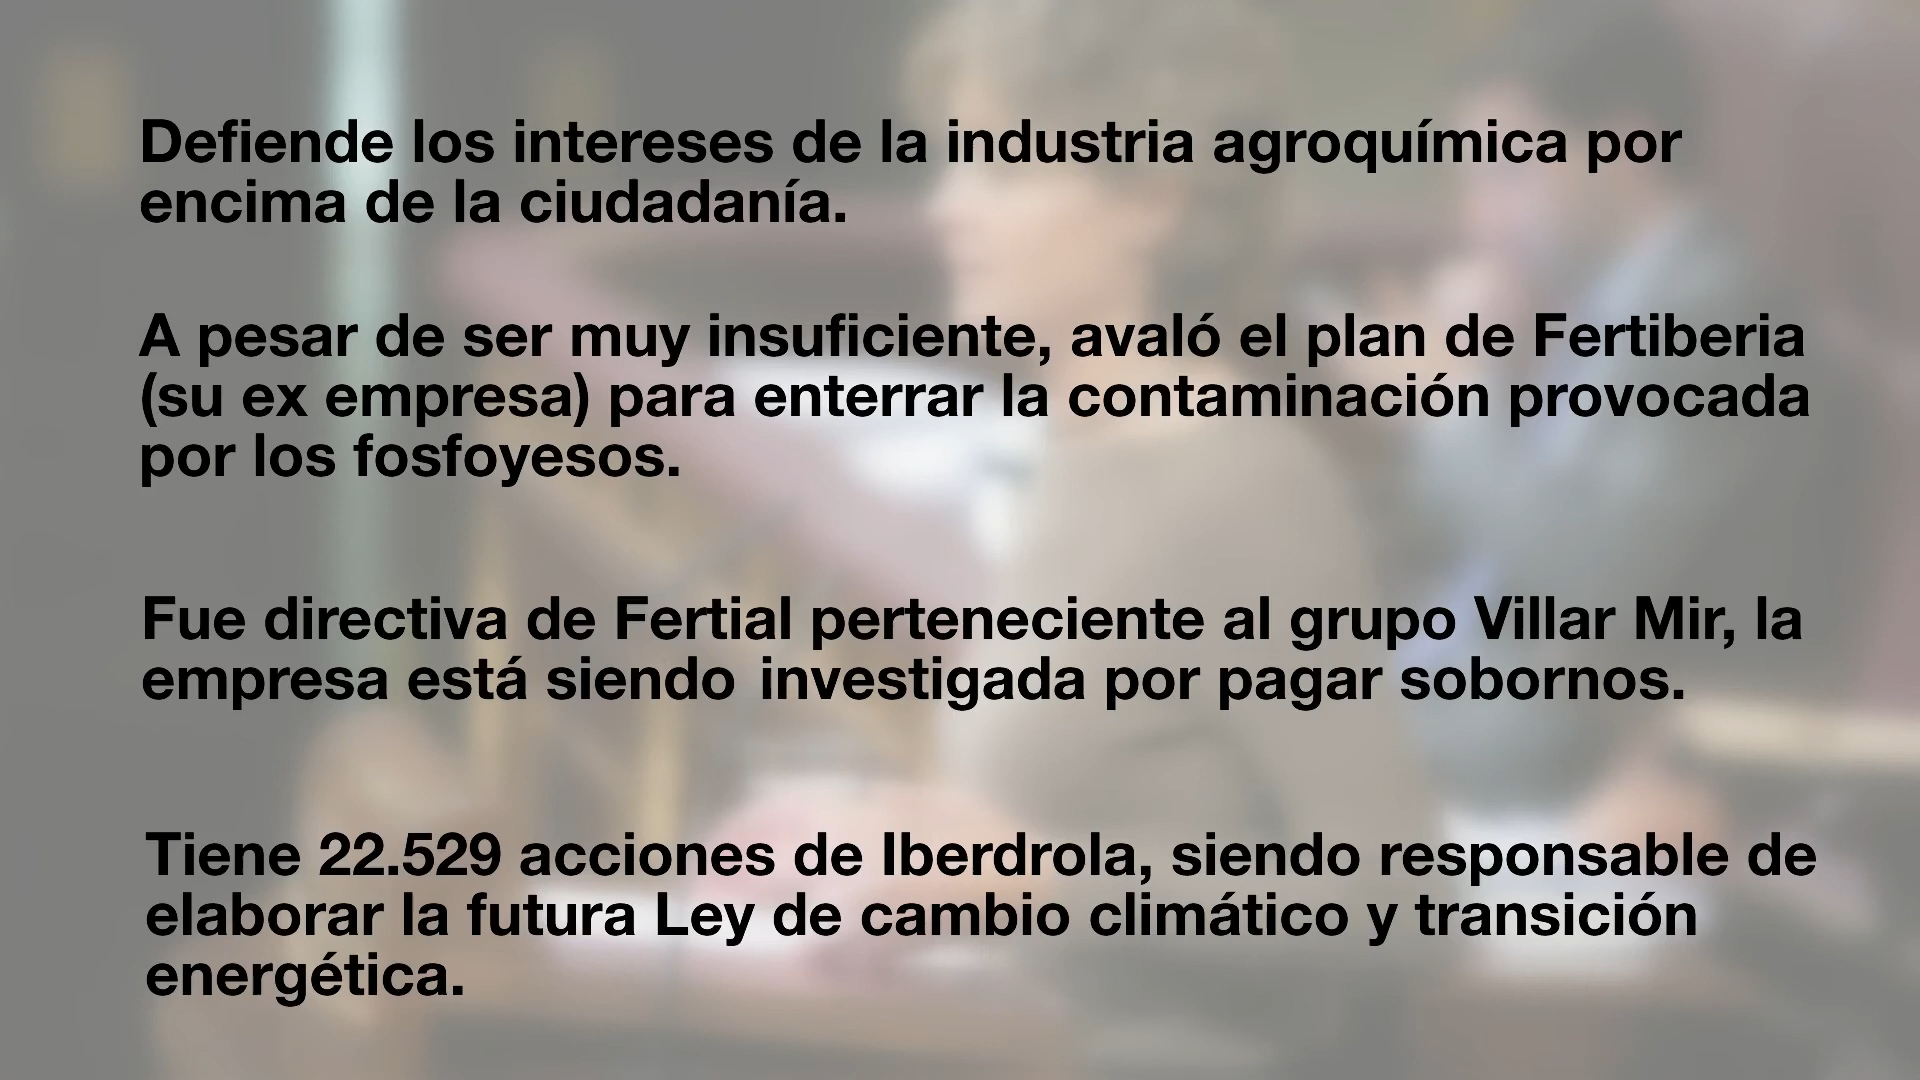 Defiende los intereses de la industria agroquímica por
encima de la ciudadanía.
A pesar de ser muy insuficiente, avaló el plan de Fertiberia
(su ex empresa) para enterrar la contaminación provocada
por los fosfoyesos.
Fue directiva de Fertial perteneciente al grupo Villar Mir, la
empresa está siendo investigada por pagar sobornos.
Tiene 22.529 acciones de Iberdrola, siendo responsable de
elaborar la futura Ley de cambio climático y transición
energética.